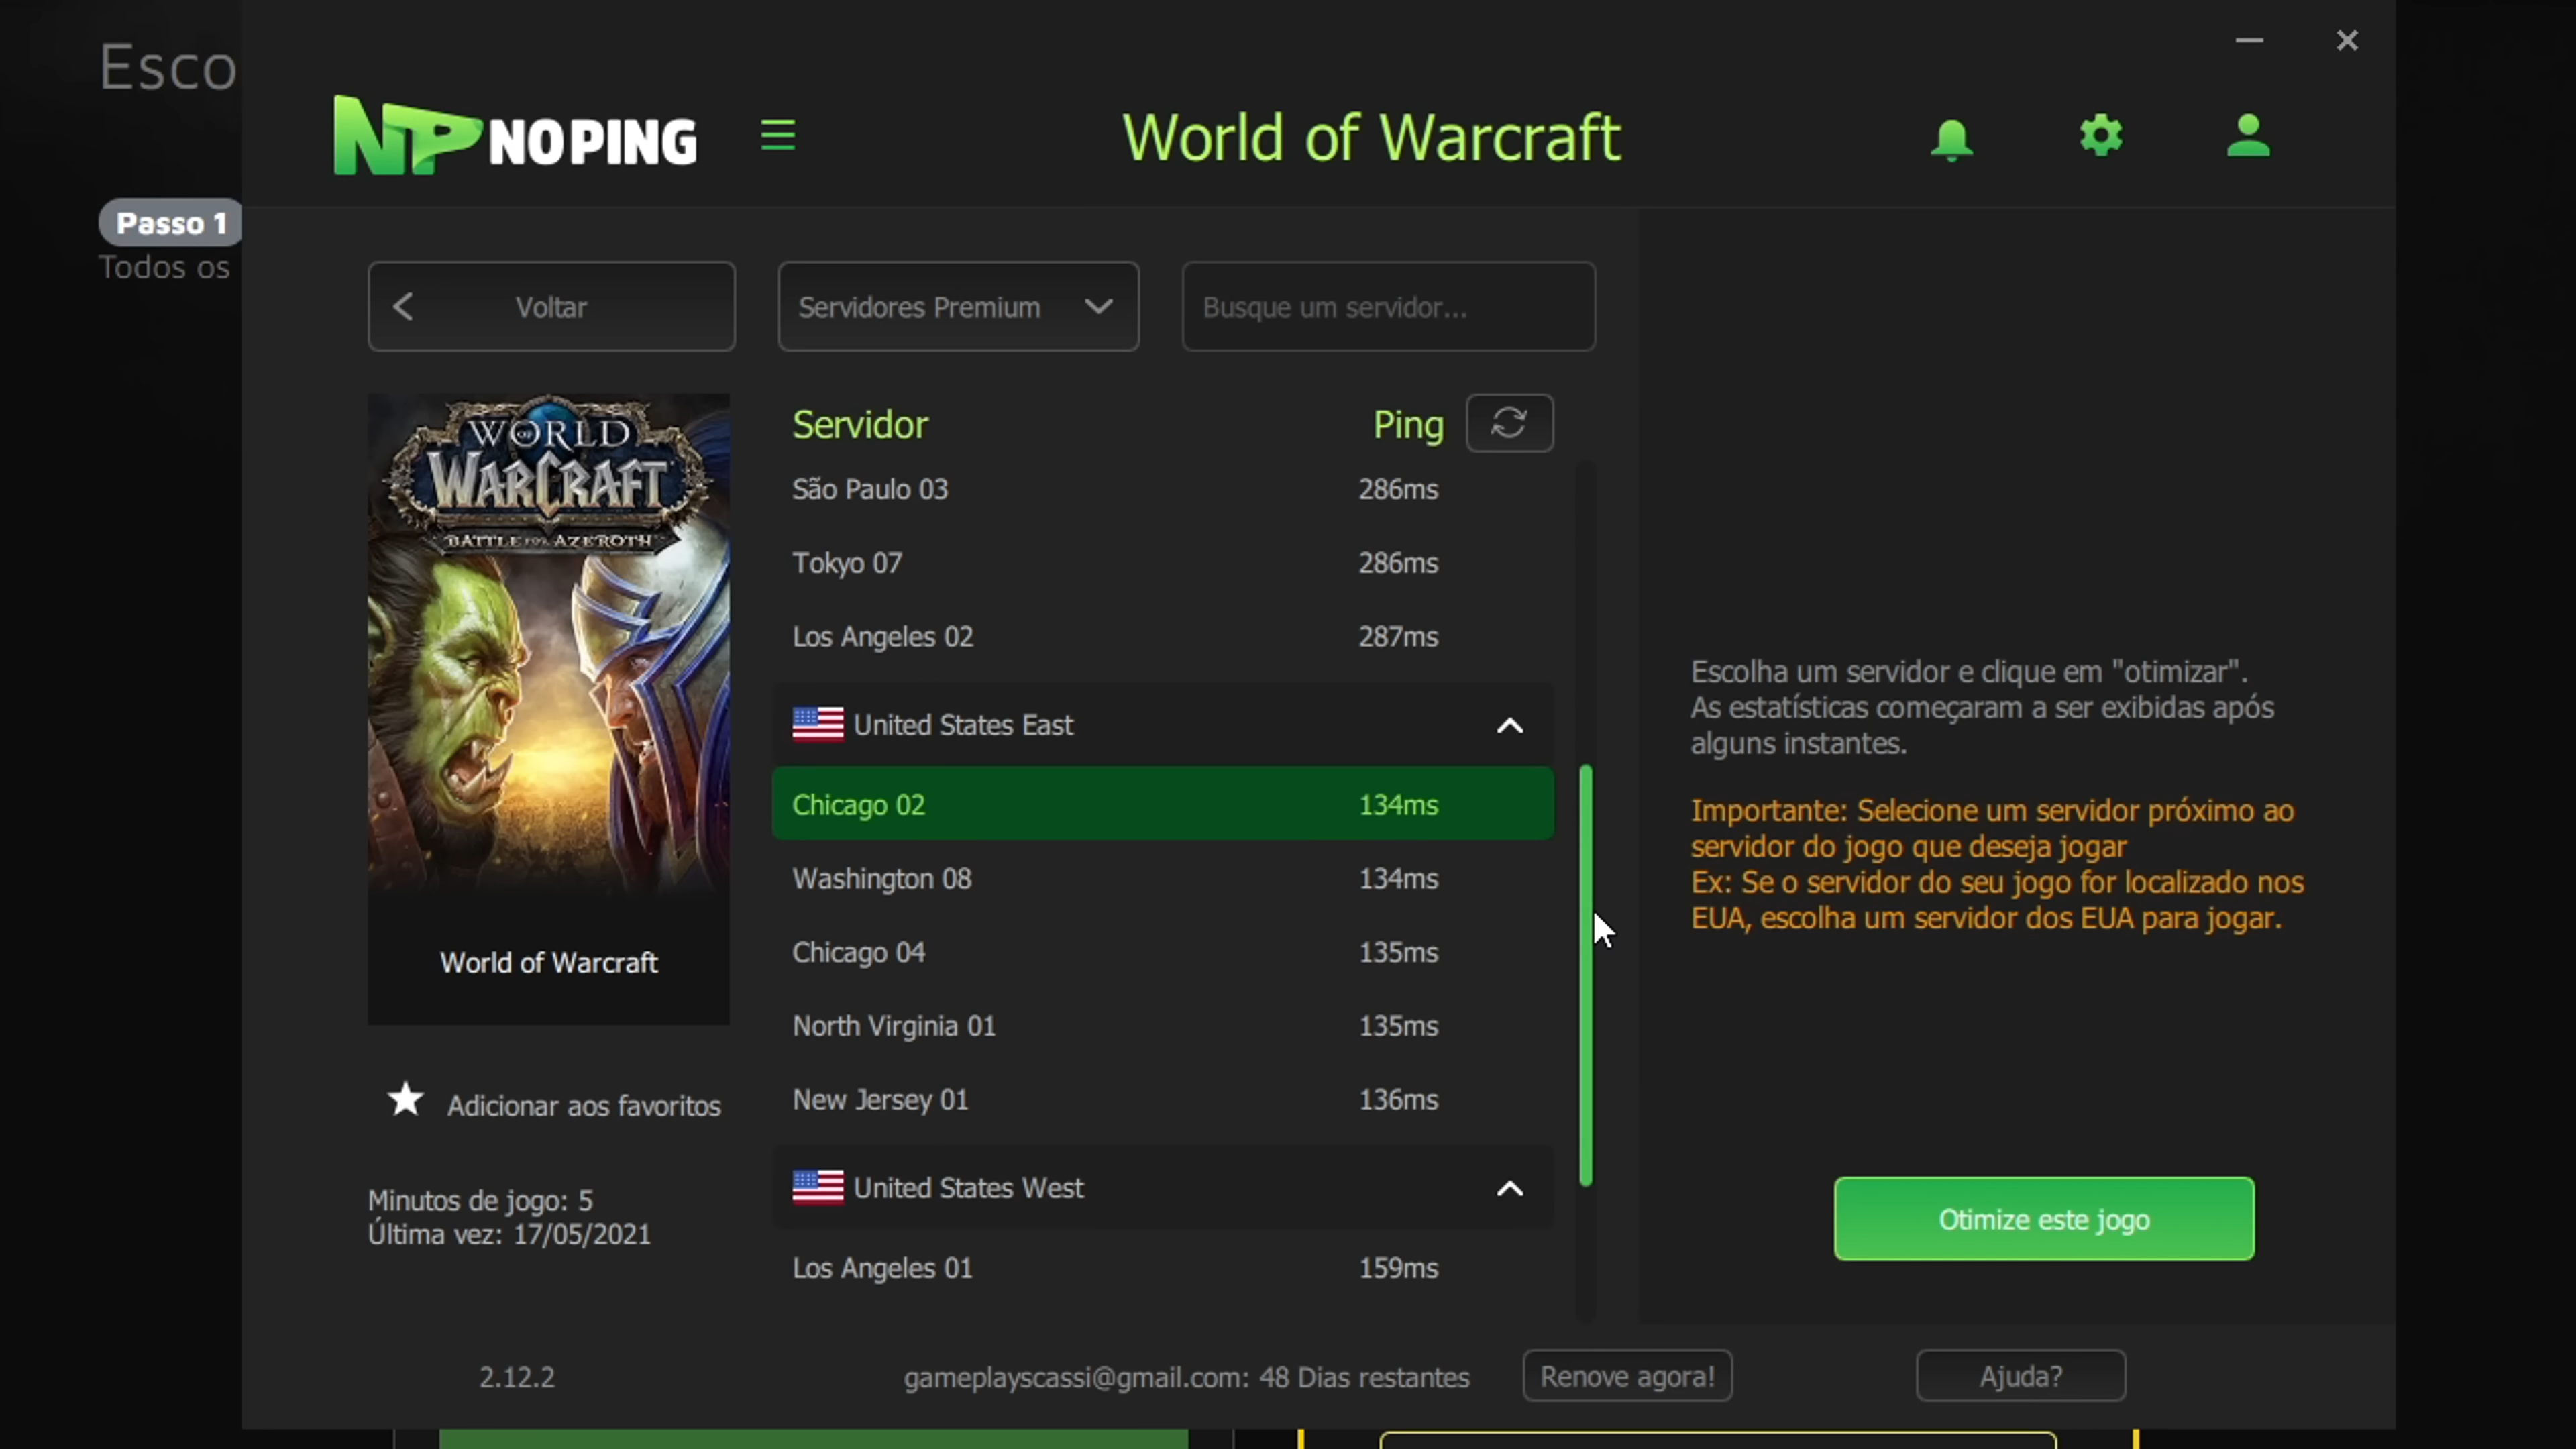 Esco
Passo 1
Todos os
NP NOPING
World of Warcraft
Voltar
Servidores Premium
Busque um servidor...
WORLD OF WARCRAFT
BATTLE FOR AZEROTH
World of Warcraft
Adicionar aos favoritos
Minutos de jogo: 5
Última vez: 17/05/2021
Servidor Ping
São Paulo 03 286ms
Tokyo 07 286ms
Los Angeles 02 287ms
United States East
Chicago 02 134ms
Washington 08 134ms
Chicago 04 135ms
North Virginia 01 135ms
New Jersey 01 136ms
United States West
Los Angeles 01 159ms
Escolha um servidor e clique em "otimizar".
As estatísticas começaram a ser exibidas após
alguns instantes.
Importante: Selecione um servidor próximo ao
servidor do jogo que deseja jogar
Ex: Se o servidor do seu jogo for localizado nos
EUA, escolha um servidor dos EUA para jogar.
Otimize este jogo
2.12.2
gameplayscassi@gmail.com: 48 Dias restantes
Renove agora!
Ajuda?